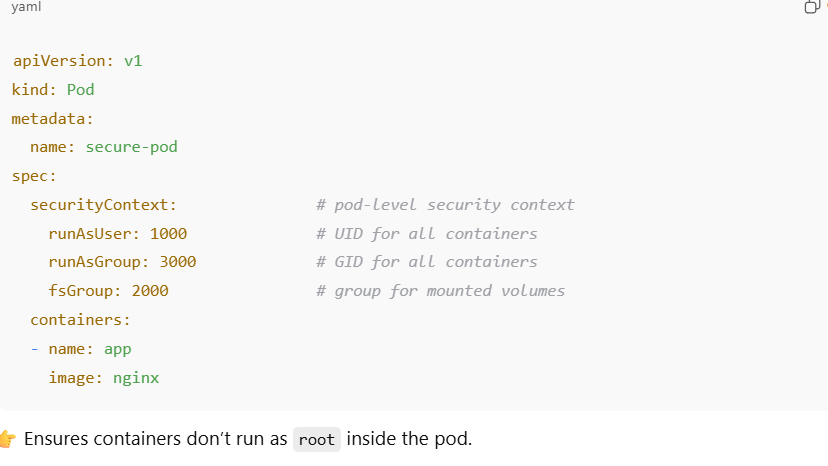 yaml
apiVersion: v1
kind: Pod
metadata:
  name: secure-pod
spec:
  securityContext:               # pod-level security context
    runAsUser: 1000              # UID for all containers
    runAsGroup: 3000             # GID for all containers
    fsGroup: 2000                # group for mounted volumes
  containers:
  - name: app
    image: nginx
👉 Ensures containers don’t run as root inside the pod.